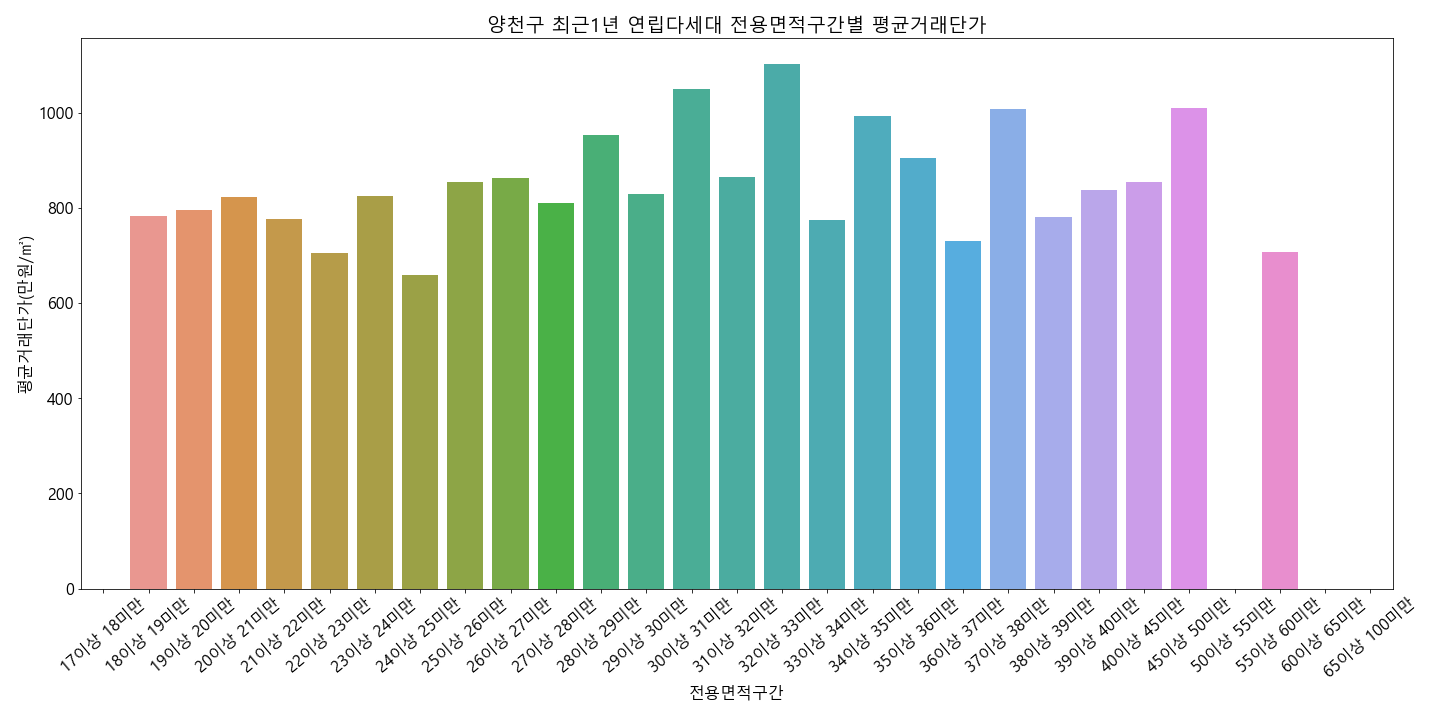 양천구 최근1년 연립다세대 전용면적구간별 평균거래단가
평균거래단가(만원/㎡)
1000
800
600
400
200
0
17이상 18미만
18이상 19미만
19이상 20미만
20이상 21미만
21이상 22미만
22이상 23미만
23이상 24미만
24이상 25미만
25이상 26미만
26이상 27미만
27이상 28미만
28이상 29미만
29이상 30미만
30이상 31미만
31이상 32미만
32이상 33미만
33이상 34미만
34이상 35미만
35이상 36미만
36이상 37미만
37이상 38미만
38이상 39미만
39이상 40미만
40이상 45미만
45이상 50미만
50이상 55미만
55이상 60미만
60이상 65미만
65이상 100미만
전용면적구간